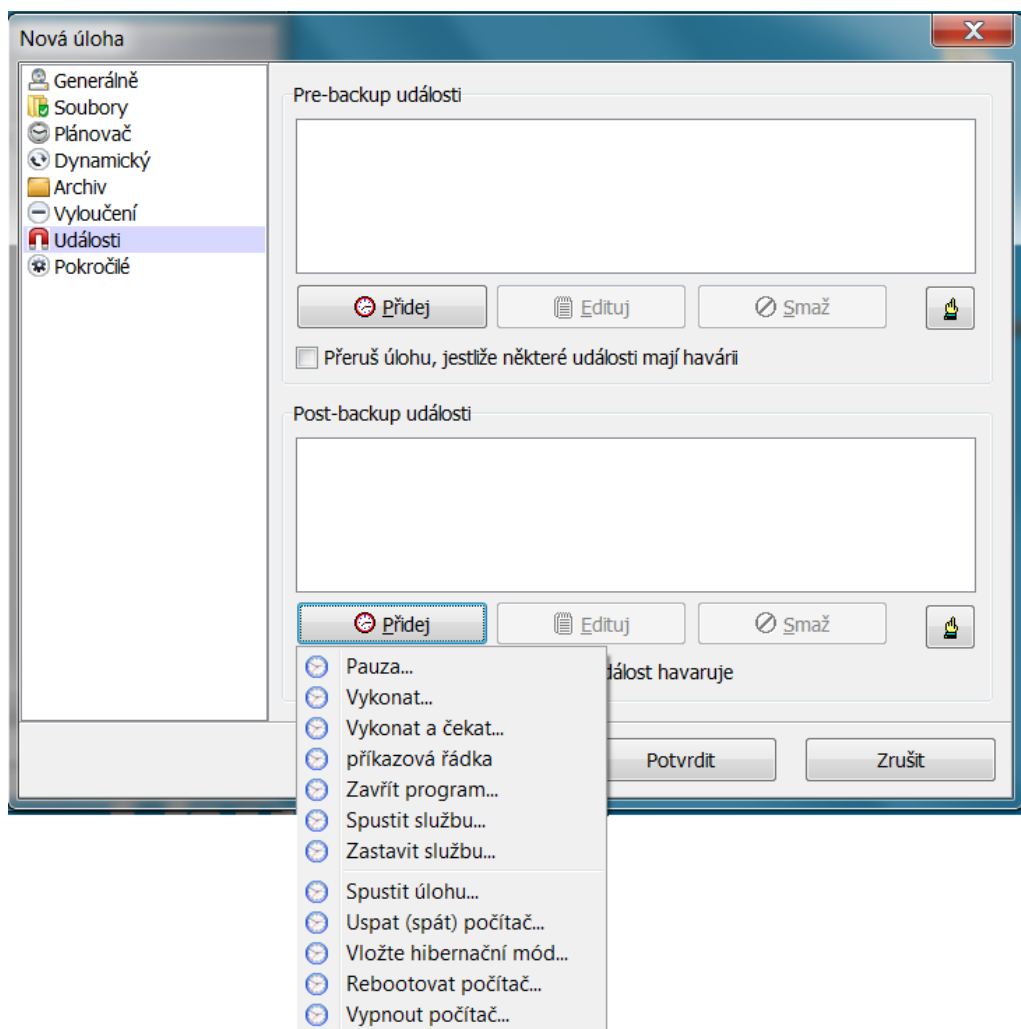 Nová úloha
Generálně
Soubory
Plánovač
Dynamický
Archiv
Vyloučení
Události
Pokročilé
Pre-backup události
Přidej
Edituj
Smaž
Přeruš úlohu, jestliže některé události mají havárii
Post-backup události
Přidej
Edituj
Smaž
havaruje
Pauza...
Vykonat...
Vykonat a čekat...
příkazová řádka
Zavřít program...
Spustit službu...
Zastavit službu...
Spustit úlohu...
Uspat (spát) počítač...
Vložte hibernační mód...
Rebootovat počítač...
Vypnout počítač...
Potvrdit
Zrušit